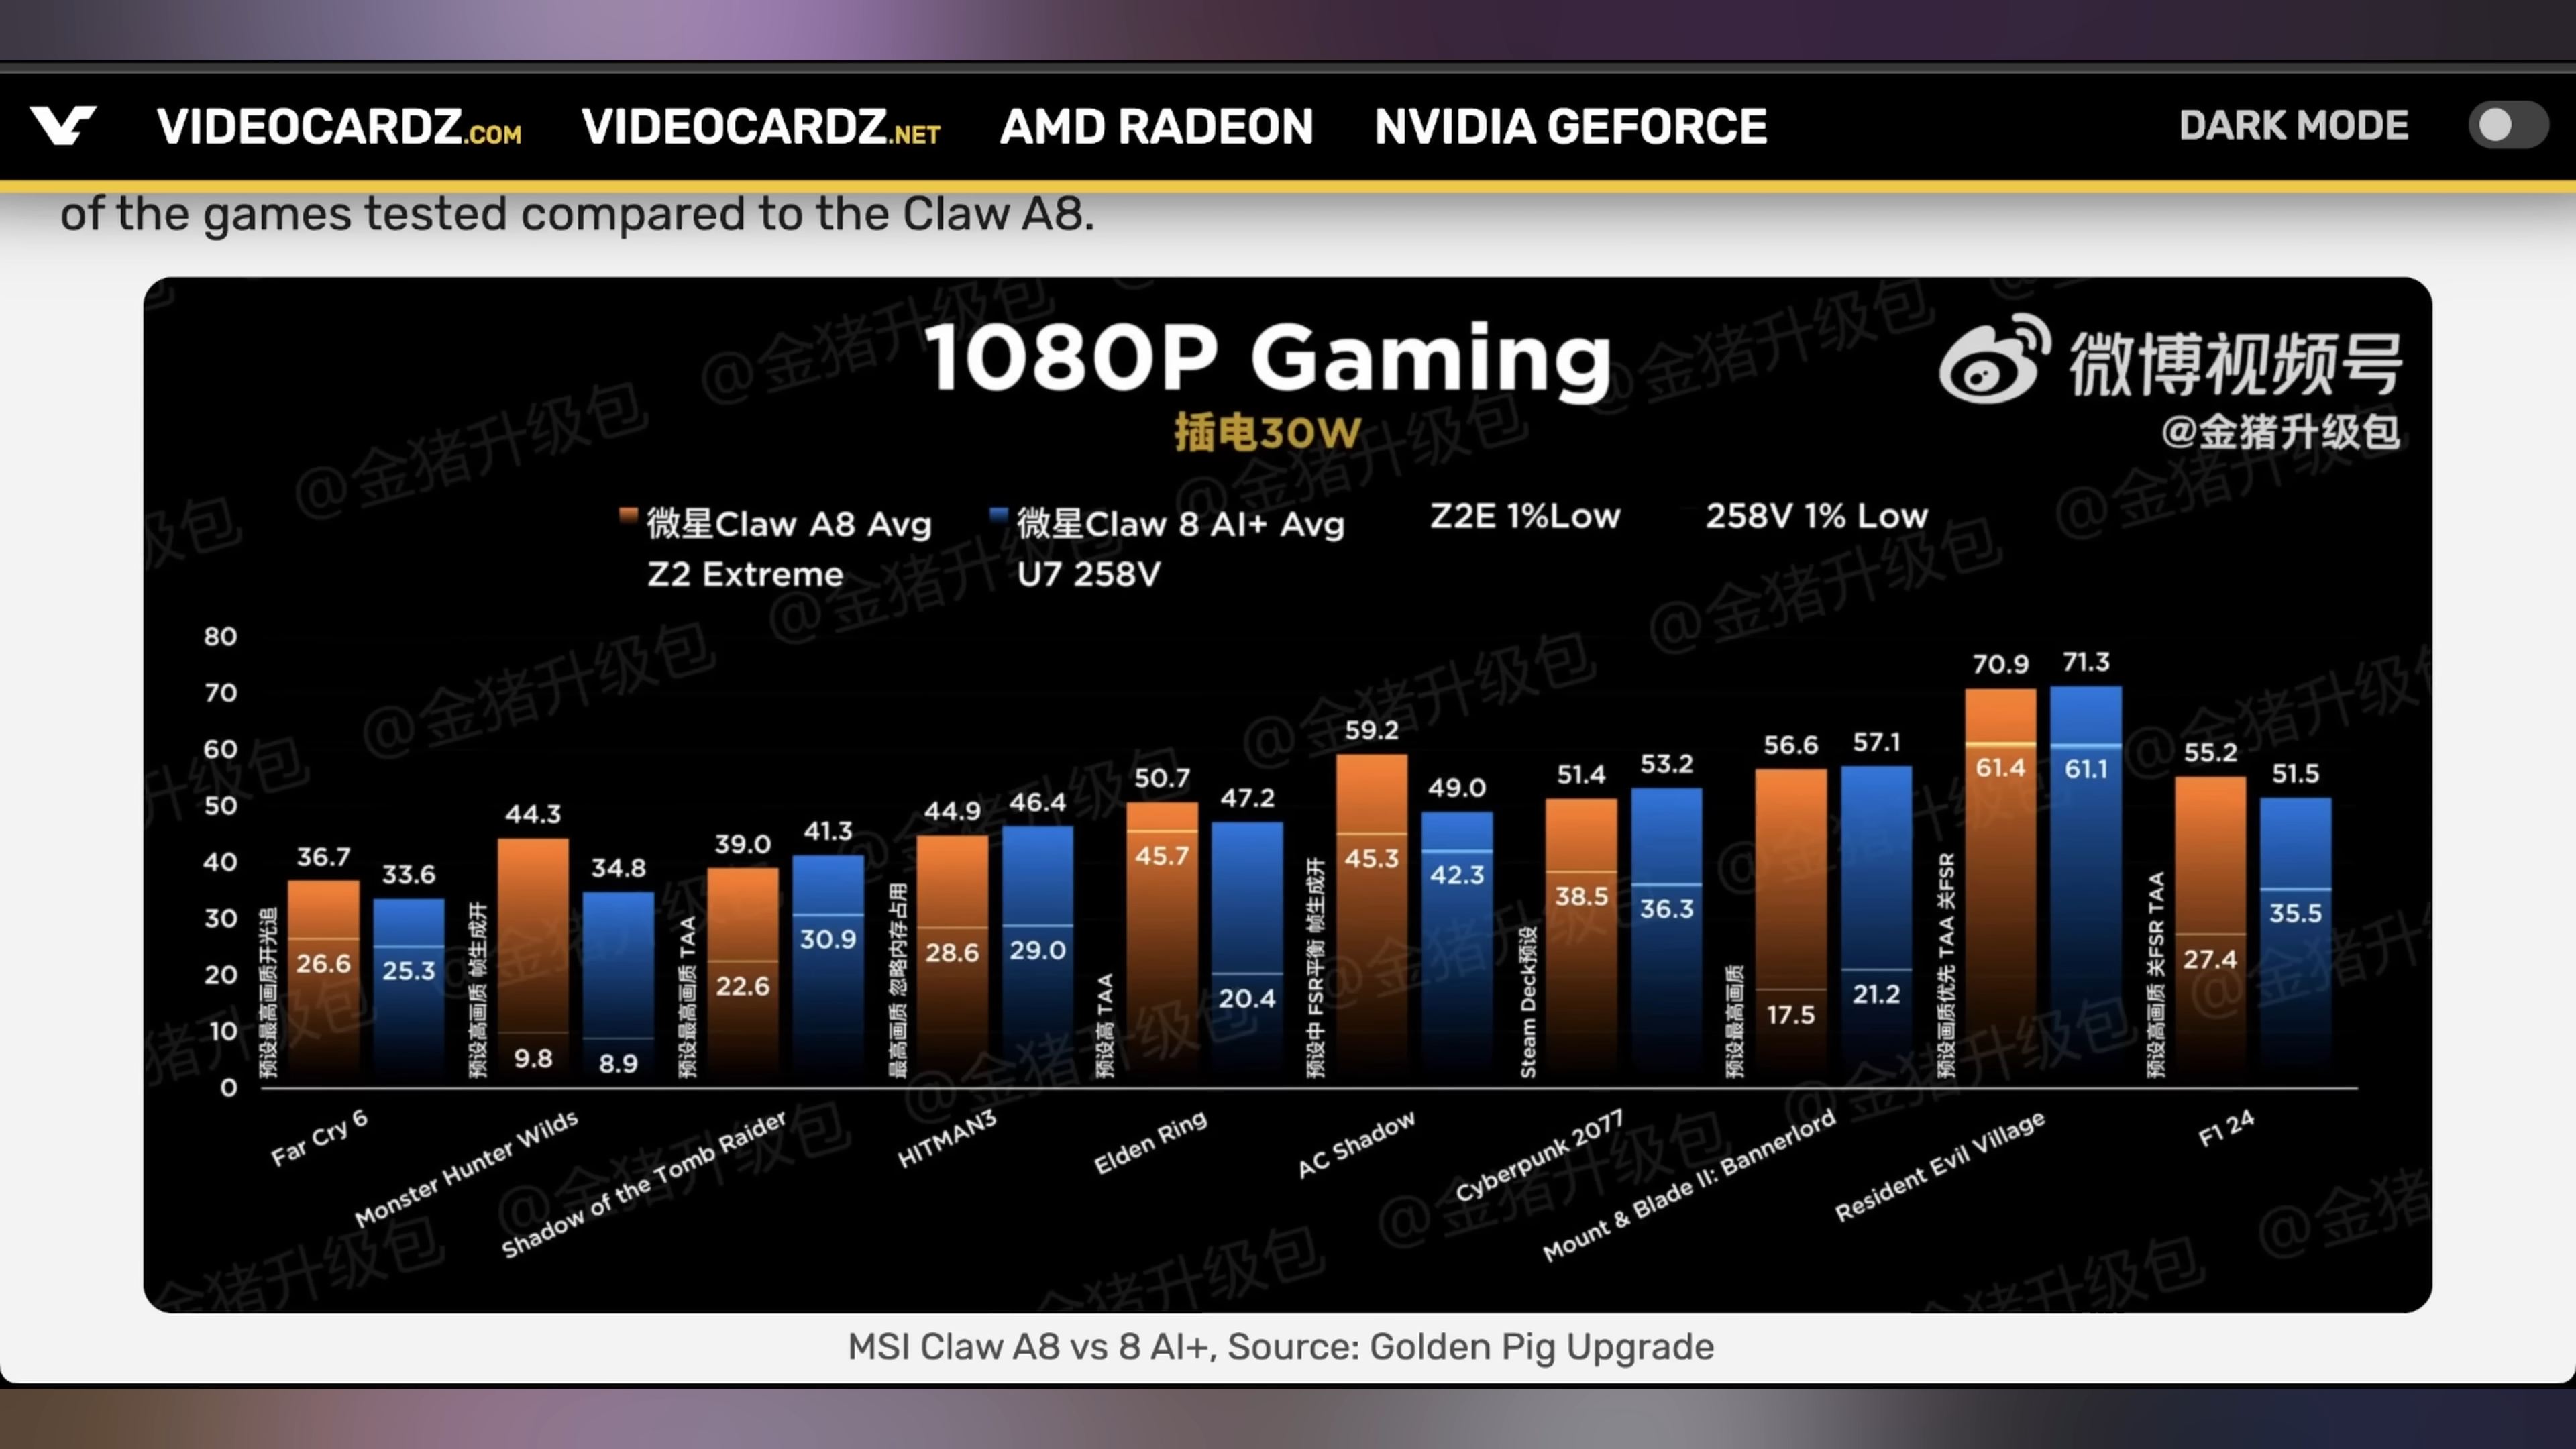 VIDEOCARDZ.COM VIDEOCARDZ.NET AMD RADEON NVIDIA GEFORCE DARK MODE
of the games tested compared to the Claw A8.
1080P Gaming
插电30W
微博视频号
@金猪升级包
微星Claw A8 Avg
Z2 Extreme
微星Claw 8 AI+ Avg
U7 258V
Z2E 1%Low
258V 1% Low
80
70
60
50
40
30
20
10
0
预设最高画质开光追
36.7
26.6
33.6
25.3
预设高画质 帧生成开
44.3
9.8
34.8
8.9
预设最高画质 TAA
39.0
22.6
41.3
30.9
最高画质 忽略内存占用
44.9
28.6
46.4
29.0
预设高 TAA
50.7
45.7
47.2
20.4
预设中 FSR平衡 帧生成开
59.2
45.3
49.0
42.3
Steam Deck预设
51.4
38.5
53.2
36.3
预设最高画质
56.6
17.5
57.1
21.2
预设画质优先 TAA 关FSR
70.9
61.4
71.3
61.1
预设高画质 关FSR TAA
55.2
27.4
51.5
35.5
Far Cry 6
Monster Hunter Wilds
Shadow of the Tomb Raider
HITMAN3
Elden Ring
AC Shadow
Cyberpunk 2077
Mount & Blade II: Bannerlord
Resident Evil Village
F1 24
@金猪升级包
MSI Claw A8 vs 8 AI+, Source: Golden Pig Upgrade